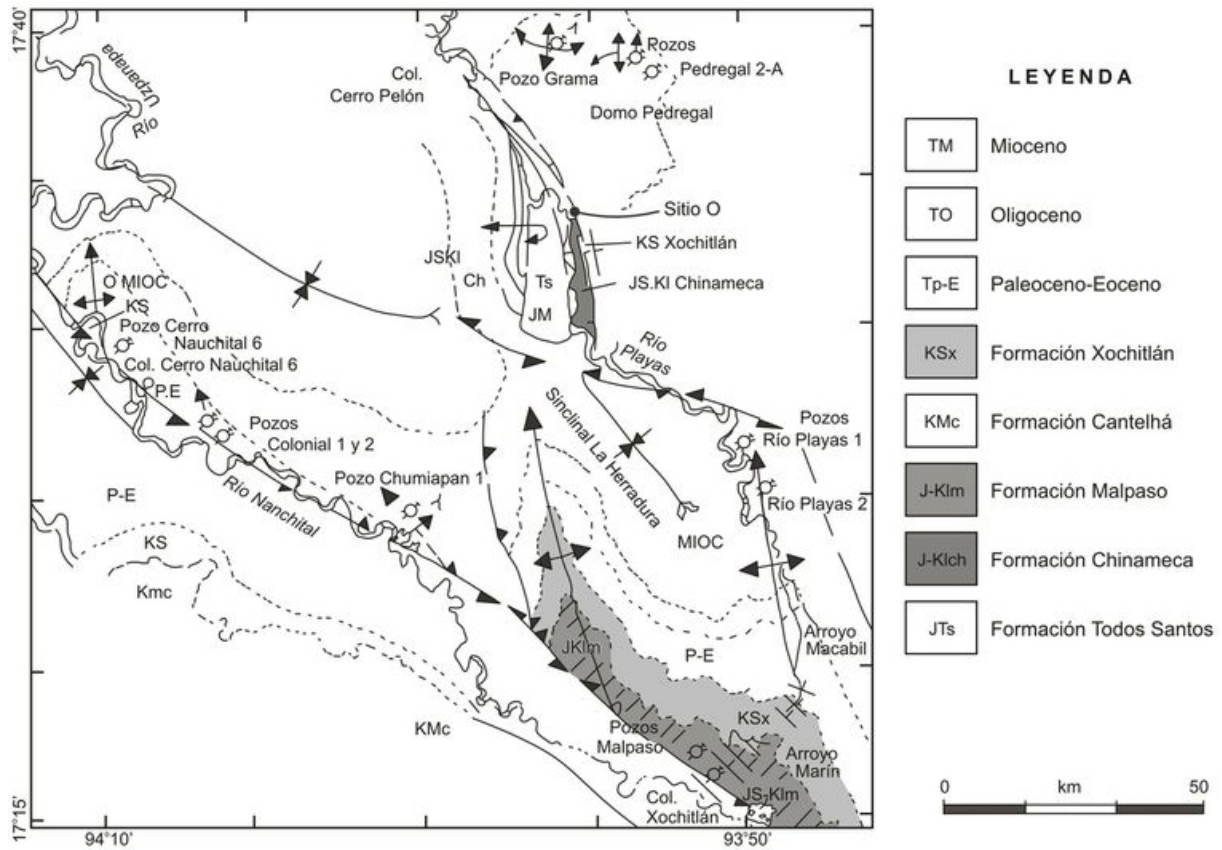 17°40'
Río
Uzpanapa
Col.
Cerro Pelón
Pozo Grama
Rozos
Pedregal 2-A
Domo Pedregal
Sitio O
KS Xochitlán
JS.Kl Chinameca
JSKl
Ch
Ts
JM
MIOC
KS
Pozo Cerro
Nauchital 6
Col. Cerro Nauchital 6
P.E
Río
Playas
Pozos
Río Playas 1
Río Playas 2
Sinclinal La Herradura
Pozos
Colonial 1 y 2
Pozo Chumiapan 1
Río Nanchital
P-E
KS
Kmc
MIOC
JKlm
P-E
Arroyo
Macabil
KSx
KMc
Pozos
Malpaso
Arroyo
Marín
JS-Klm
Col.
Xochitlán
17°15'
94°10'
93°50'
LEYENDA
TM Mioceno
TO Oligoceno
Tp-E Paleoceno-Eoceno
KSx Formación Xochitlán
KMc Formación Cantelhá
J-Klm Formación Malpaso
J-Klch Formación Chinameca
JTs Formación Todos Santos
0 km 50